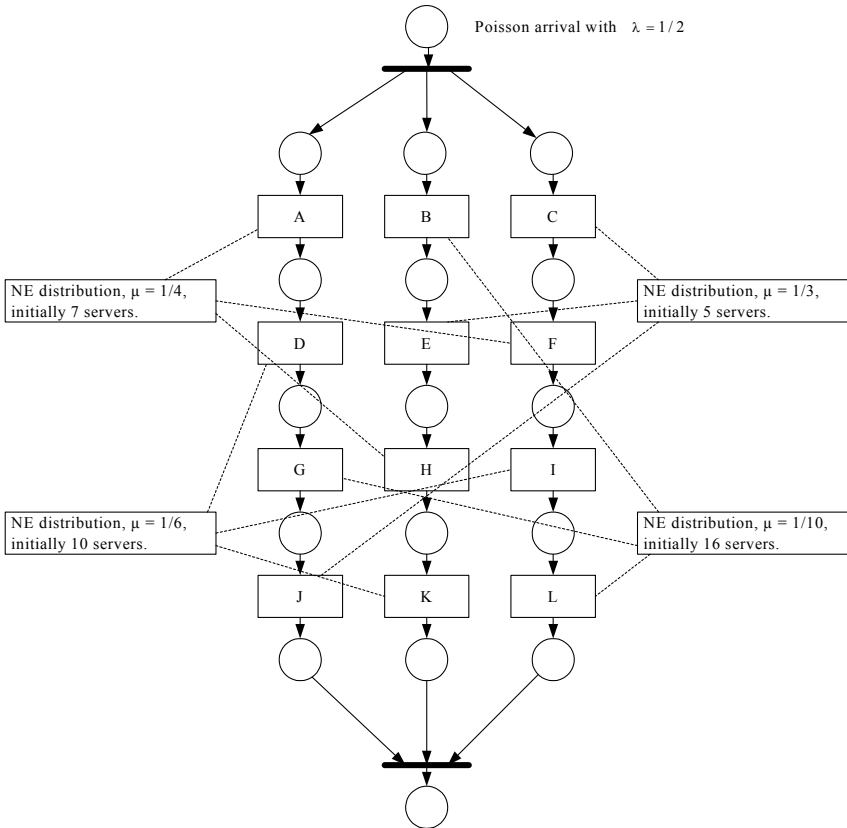 Poisson arrival with λ = 1/2
A
B
C
NE distribution, μ = 1/4,
initially 7 servers.
NE distribution, μ = 1/3,
initially 5 servers.
D
E
F
G
H
I
NE distribution, μ = 1/6,
initially 10 servers.
NE distribution, μ = 1/10,
initially 16 servers.
J
K
L